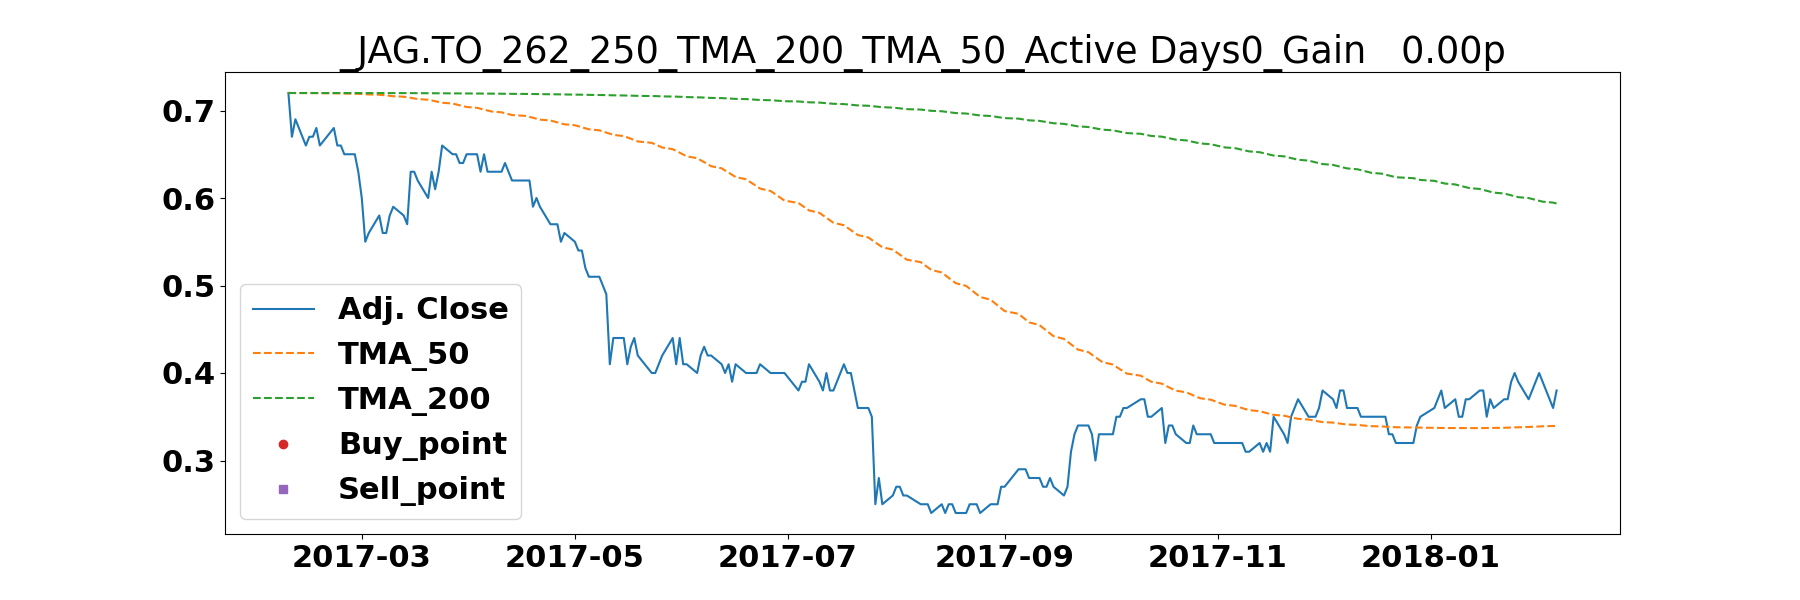 _JAG.TO_262_250_TMA_200_TMA_50_Active Days0_Gain   0.00p
0.7
0.6
0.5
0.4
0.3
Adj. Close
TMA_50
TMA_200
Buy_point
Sell_point
2017-03 2017-05 2017-07 2017-09 2017-11 2018-01